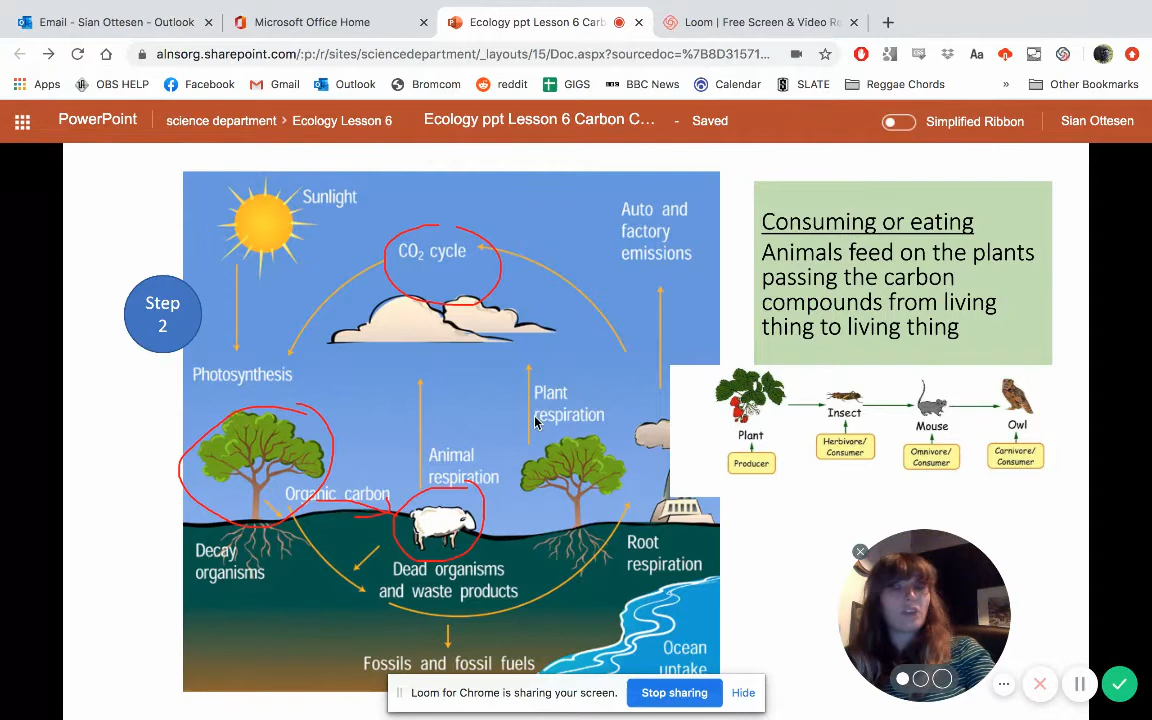 Email - Sian Ottesen - Outlook
Microsoft Office Home
Ecology ppt Lesson 6 Carb
Loom | Free Screen & Video R
alnsorg.sharepoint.com/:p:/r/sites/sciencedepartment/_layouts/15/Doc.aspx?sourcedoc=%7B8D31571...
Apps
OBS HELP
Facebook
Gmail
Outlook
Bromcom
reddit
GIGS
BBC News
Calendar
SLATE
Reggae Chords
»
Other Bookmarks
PowerPoint
science department › Ecology Lesson 6
Ecology ppt Lesson 6 Carbon C... - Saved
Simplified Ribbon
Sian Ottesen
Step
2
Sunlight
CO₂ cycle
Auto and
factory
emissions
Photosynthesis
Plant
respiration
Animal
respiration
Organic carbon
Decay
organisms
Dead organisms
and waste products
Root
respiration
Fossils and fossil fuels
Ocean
uptake
Consuming or eating
Animals feed on the plants
passing the carbon
compounds from living
thing to living thing
Plant
Insect
Mouse
Owl
Producer
Herbivore/
Consumer
Omnivore/
Consumer
Carnivore/
Consumer
Loom for Chrome is sharing your screen.
Stop sharing
Hide